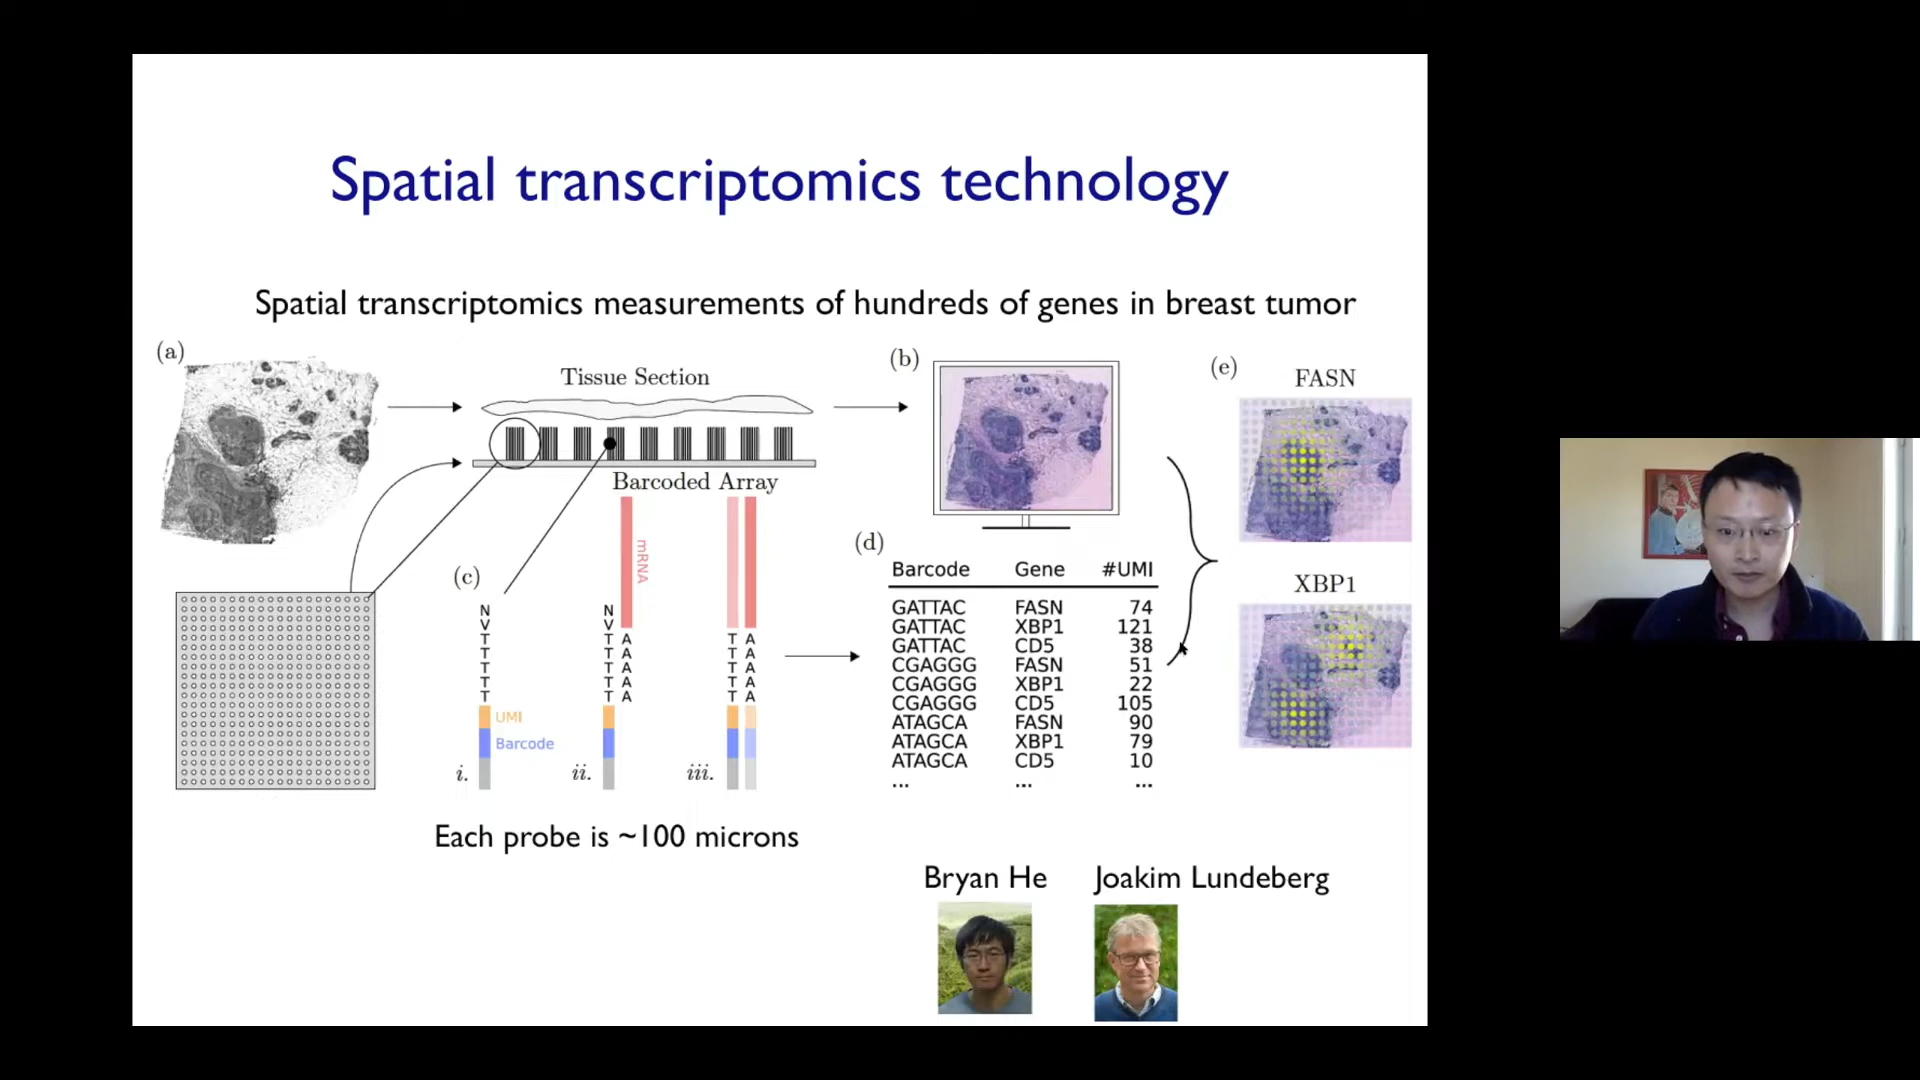 Spatial transcriptomics technology
Spatial transcriptomics measurements of hundreds of genes in breast tumor
(a)
Tissue Section
Barcoded Array
(b)
(c)
N
V
T
T
T
T
T
UMI
Barcode
i.
N
V
T
T
T
T
T
mRNA
A
A
A
A
A
ii.
T
T
T
T
T
A
A
A
A
A
iii.
(d)
Barcode Gene #UMI
GATTAC FASN 74
GATTAC XBP1 121
GATTAC CD5 38
CGAGGG FASN 51
CGAGGG XBP1 22
CGAGGG CD5 105
ATAGCA FASN 90
ATAGCA XBP1 79
ATAGCA CD5 10
... ... ...
(e)
FASN
XBP1
Each probe is ~100 microns
Bryan He Joakim Lundeberg